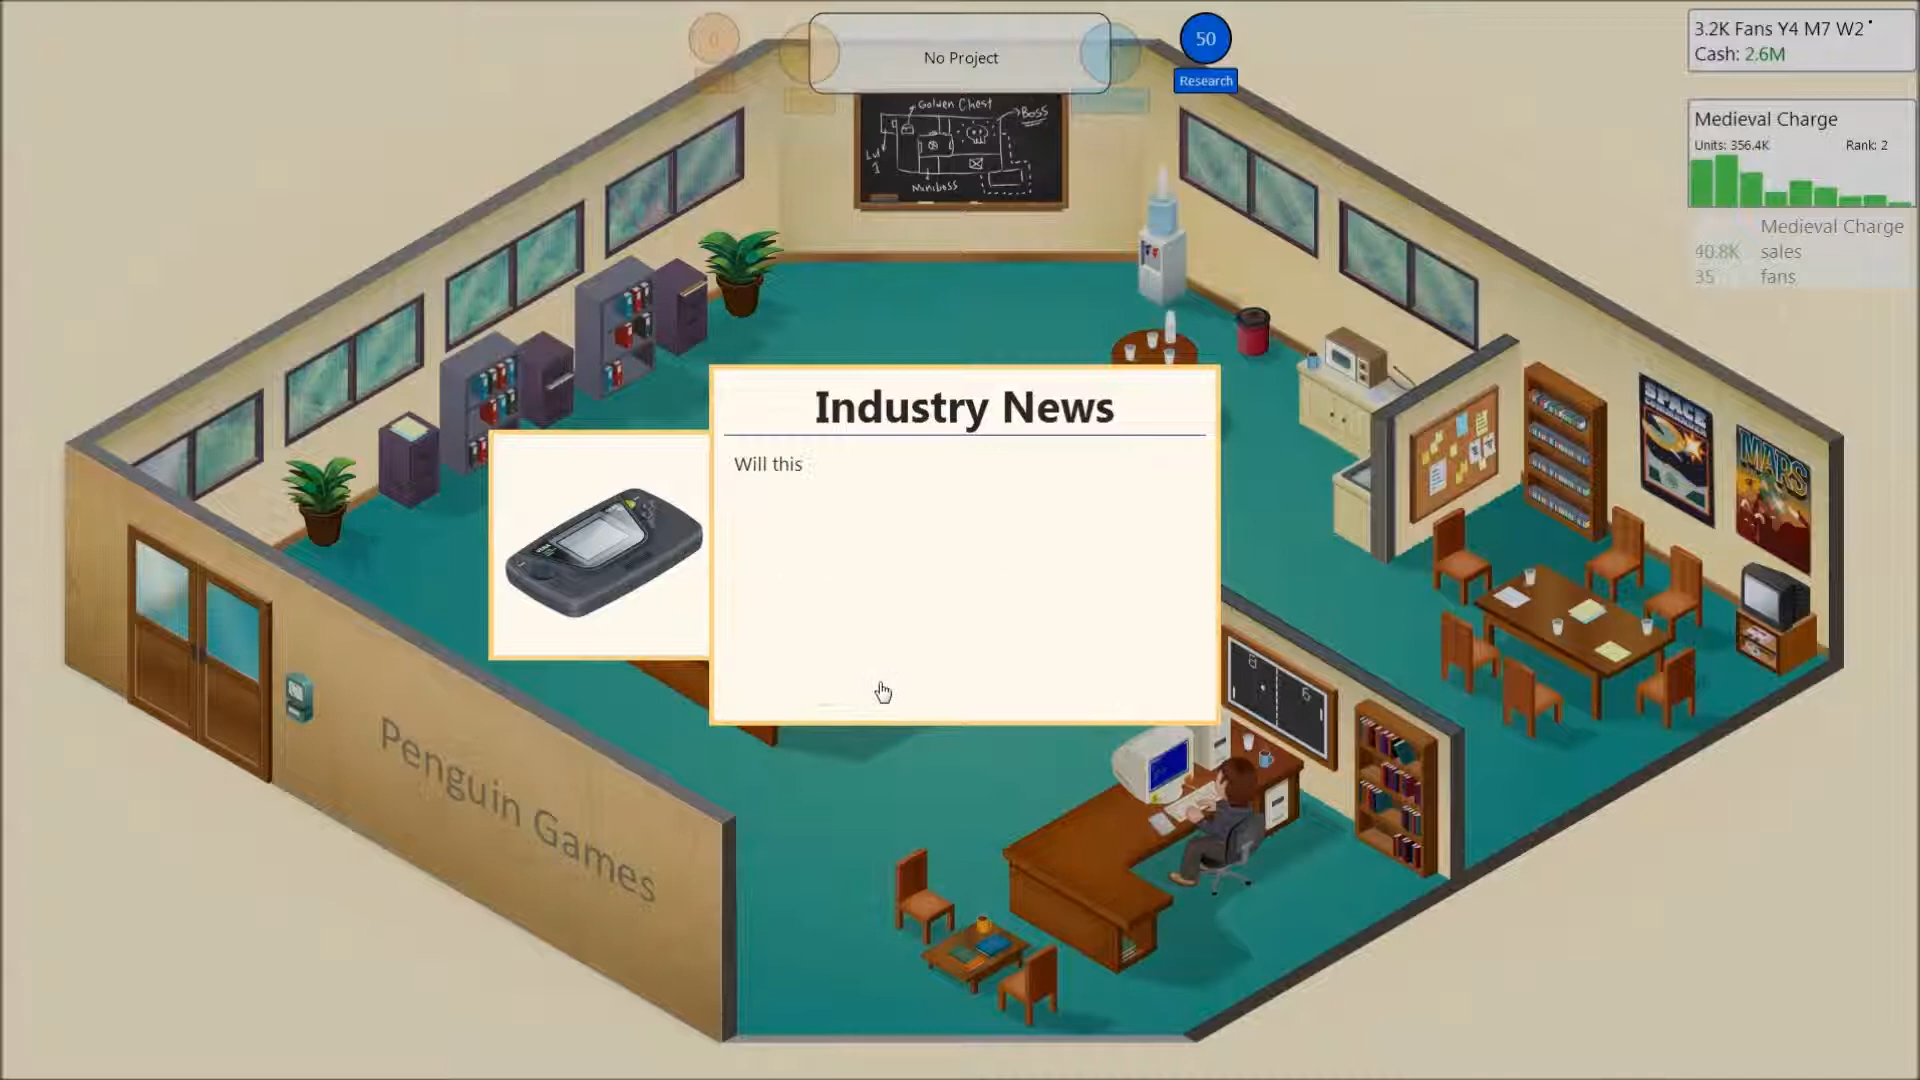 No Project
0
50
Research
3.2K Fans Y4 M7 W2
Cash: 2.6M
Medieval Charge
Units: 356.4K Rank: 2
Medieval Charge
40.8K sales
35 fans
Golden Chest
Boss
Lvl
1
Miniboss
Industry News
Will this
SPACE
MARS
6
Penguin Games